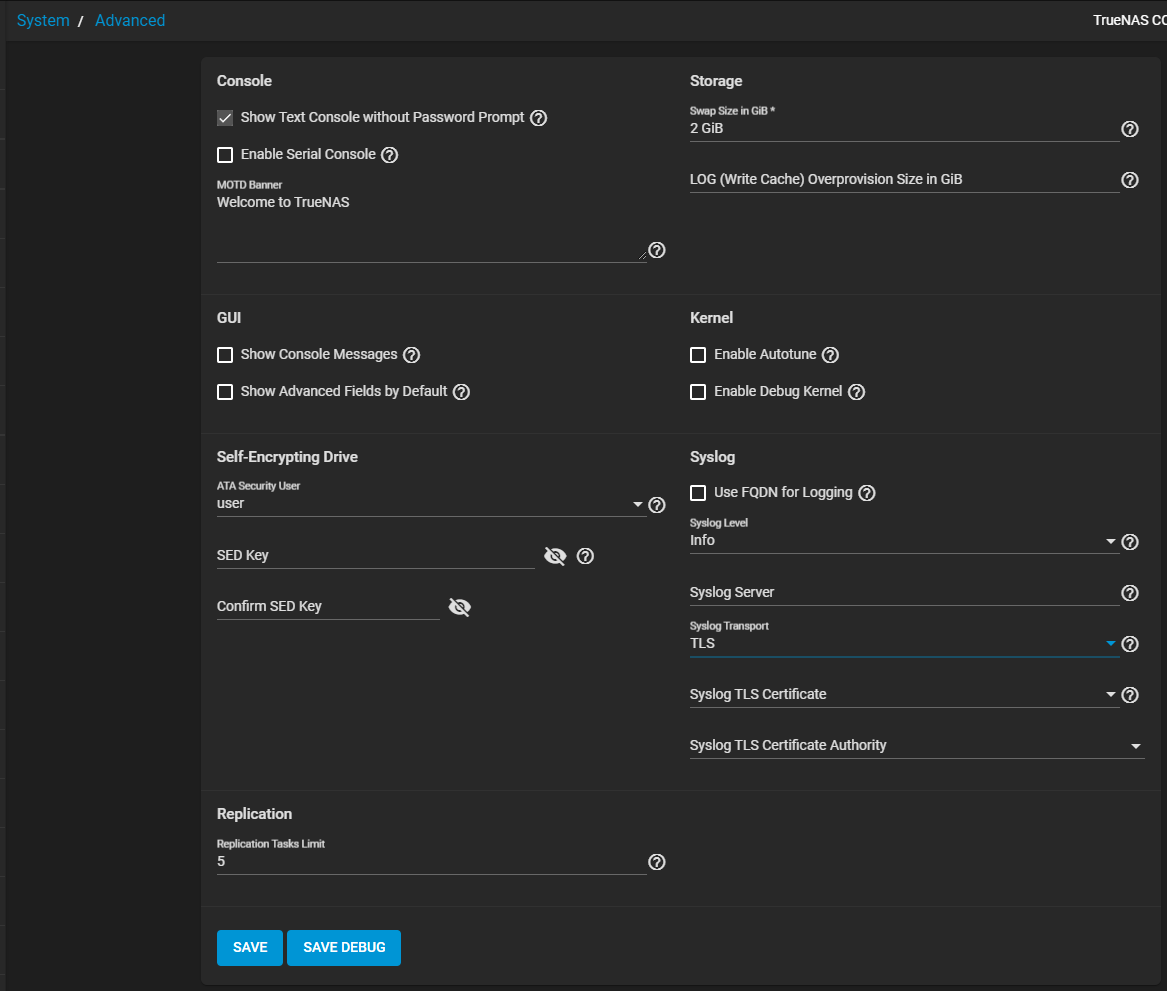 System / Advanced
TrueNAS CO
Console
Show Text Console without Password Prompt
Enable Serial Console
MOTD Banner
Welcome to TrueNAS
Storage
Swap Size in GiB *
2 GiB
LOG (Write Cache) Overprovision Size in GiB
GUI
Show Console Messages
Show Advanced Fields by Default
Kernel
Enable Autotune
Enable Debug Kernel
Self-Encrypting Drive
ATA Security User
user
SED Key
Confirm SED Key
Syslog
Use FQDN for Logging
Syslog Level
Info
Syslog Server
Syslog Transport
TLS
Syslog TLS Certificate
Syslog TLS Certificate Authority
Replication
Replication Tasks Limit
5
SAVE
SAVE DEBUG